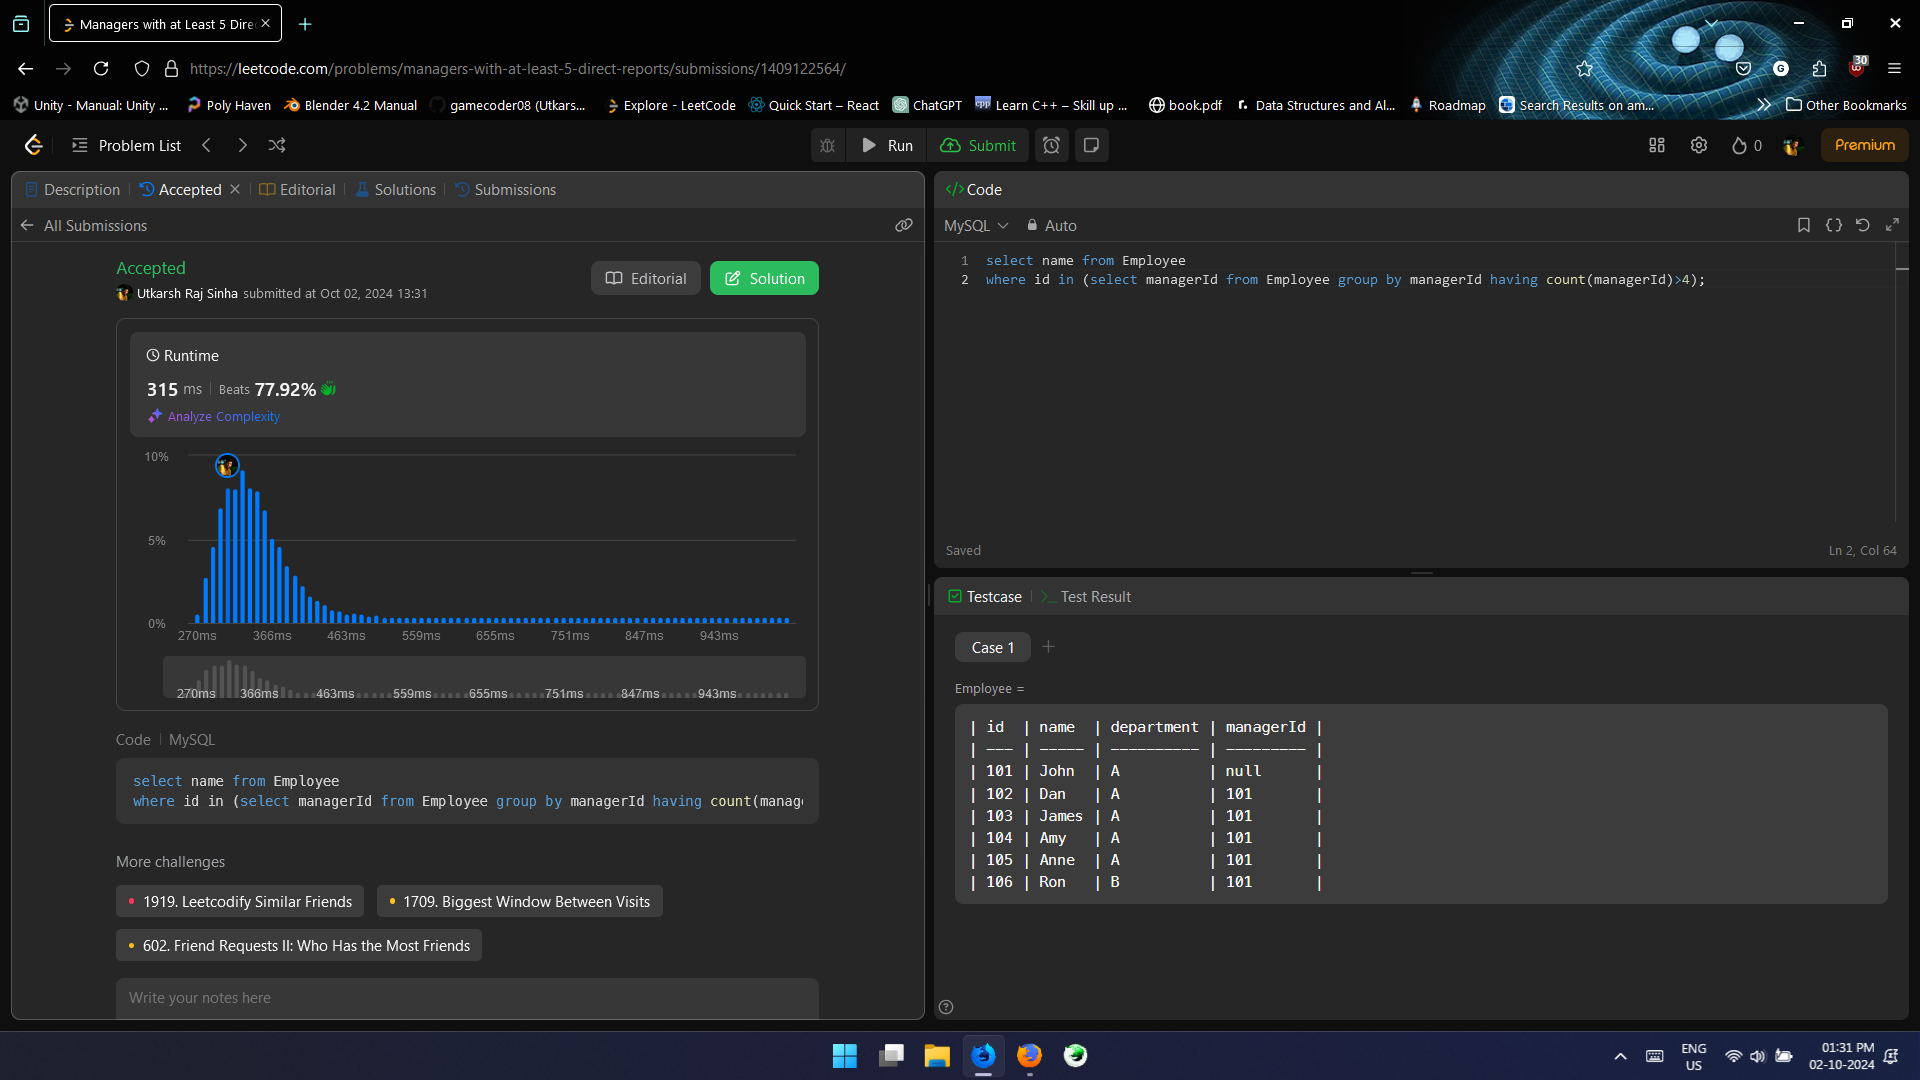 Managers with at Least 5 Dire
https://leetcode.com/problems/managers-with-at-least-5-direct-reports/submissions/1409122564/
30
Unity - Manual: Unity ...
Poly Haven
Blender 4.2 Manual
gamecoder08 (Utkars...
Explore - LeetCode
Quick Start – React
ChatGPT
Learn C++ – Skill up ...
book.pdf
Data Structures and Al...
Roadmap
Search Results on am...
Other Bookmarks
Problem List
Run
Submit
0
Premium
Description
Accepted
Editorial
Solutions
Submissions
All Submissions
Accepted
Utkarsh Raj Sinha submitted at Oct 02, 2024 13:31
Editorial
Solution
Runtime
315 ms | Beats 77.92%
Analyze Complexity
10%
5%
0%
270ms 366ms 463ms 559ms 655ms 751ms 847ms 943ms
270ms 366ms 463ms 559ms 655ms 751ms 847ms 943ms
Code | MySQL
select name from Employee
where id in (select managerId from Employee group by managerId having count(manage
More challenges
1919. Leetcodify Similar Friends
1709. Biggest Window Between Visits
602. Friend Requests II: Who Has the Most Friends
Write your notes here
</> Code
MySQL
Auto
1 select name from Employee
2 where id in (select managerId from Employee group by managerId having count(managerId)>4);
Saved
Ln 2, Col 64
Testcase
Test Result
Case 1
Employee =
| id | name | department | managerId |
| --- | ----- | ---------- | --------- |
| 101 | John | A | null |
| 102 | Dan | A | 101 |
| 103 | James | A | 101 |
| 104 | Amy | A | 101 |
| 105 | Anne | A | 101 |
| 106 | Ron | B | 101 |
ENG
US
01:31 PM
02-10-2024